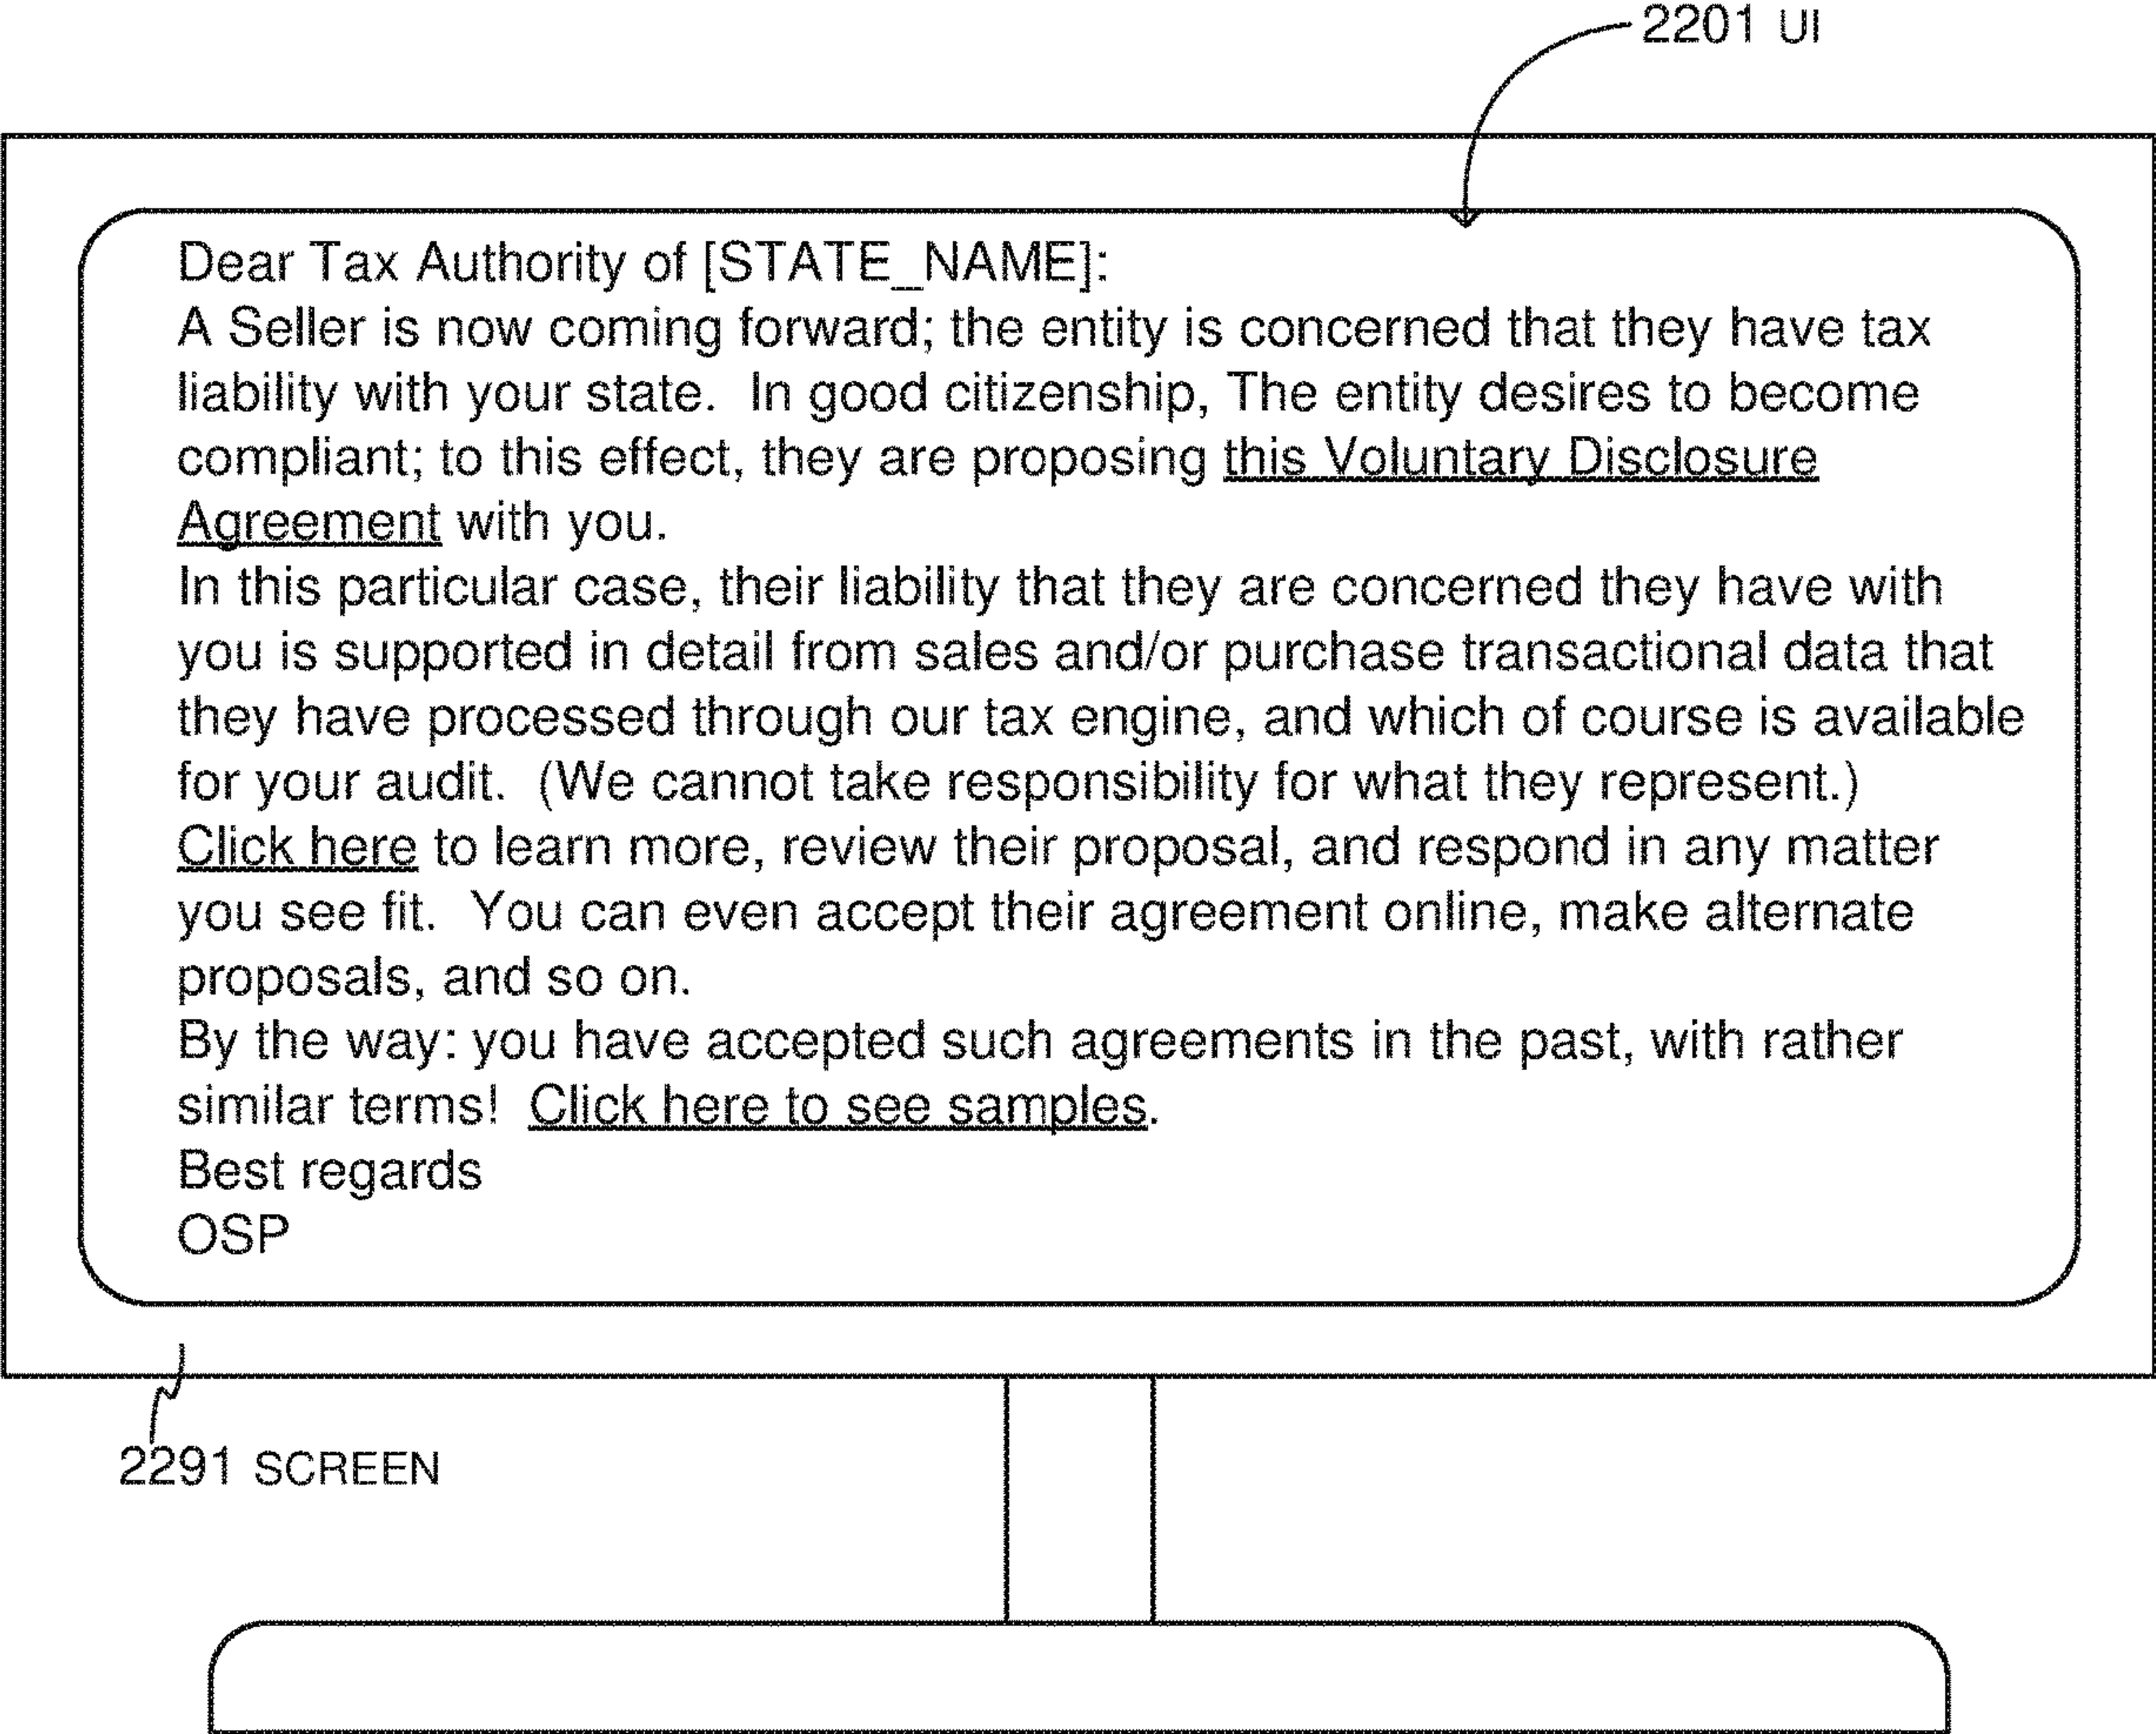 2201 UI
Dear Tax Authority of [STATE_NAME]:
A Seller is now coming forward; the entity is concerned that they have tax
liability with your state.  In good citizenship, The entity desires to become
compliant; to this effect, they are proposing this Voluntary Disclosure
Agreement with you.
In this particular case, their liability that they are concerned they have with
you is supported in detail from sales and/or purchase transactional data that
they have processed through our tax engine, and which of course is available
for your audit.  (We cannot take responsibility for what they represent.)
Click here to learn more, review their proposal, and respond in any matter
you see fit.  You can even accept their agreement online, make alternate
proposals, and so on.
By the way: you have accepted such agreements in the past, with rather
similar terms!  Click here to see samples.
Best regards
OSP
2291 SCREEN